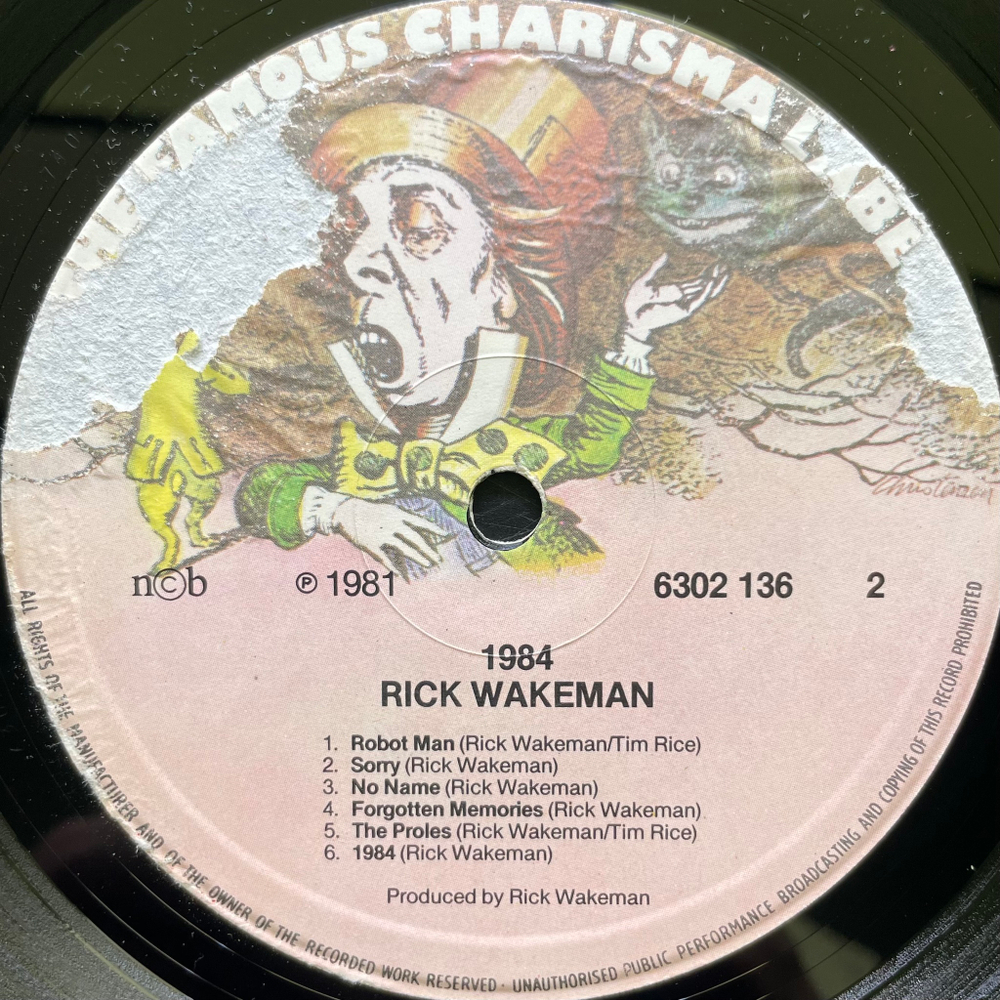 THE FAMOUS CHARISMA LABE
n©b
℗ 1981
6302 136
2
1984
RICK WAKEMAN
1. Robot Man (Rick Wakeman/Tim Rice)
2. Sorry (Rick Wakeman)
3. No Name (Rick Wakeman)
4. Forgotten Memories (Rick Wakeman)
5. The Proles (Rick Wakeman/Tim Rice)
6. 1984 (Rick Wakeman)
Produced by Rick Wakeman
ALL RIGHTS OF THE MANUFACTURER AND OF THE OWNER OF THE RECORDED WORK RESERVED · UNAUTHORISED PUBLIC PERFORMANCE BROADCASTING AND COPYING OF THIS RECORD PROHIBITED